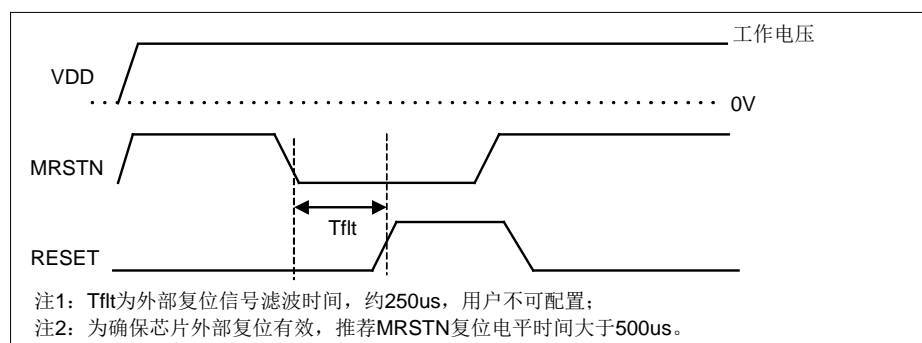 工作电压
VDD
0V
MRSTN
Tflt
RESET
注1：Tflt为外部复位信号滤波时间，约250us，用户不可配置；
注2：为确保芯片外部复位有效，推荐MRSTN复位电平时间大于500us。